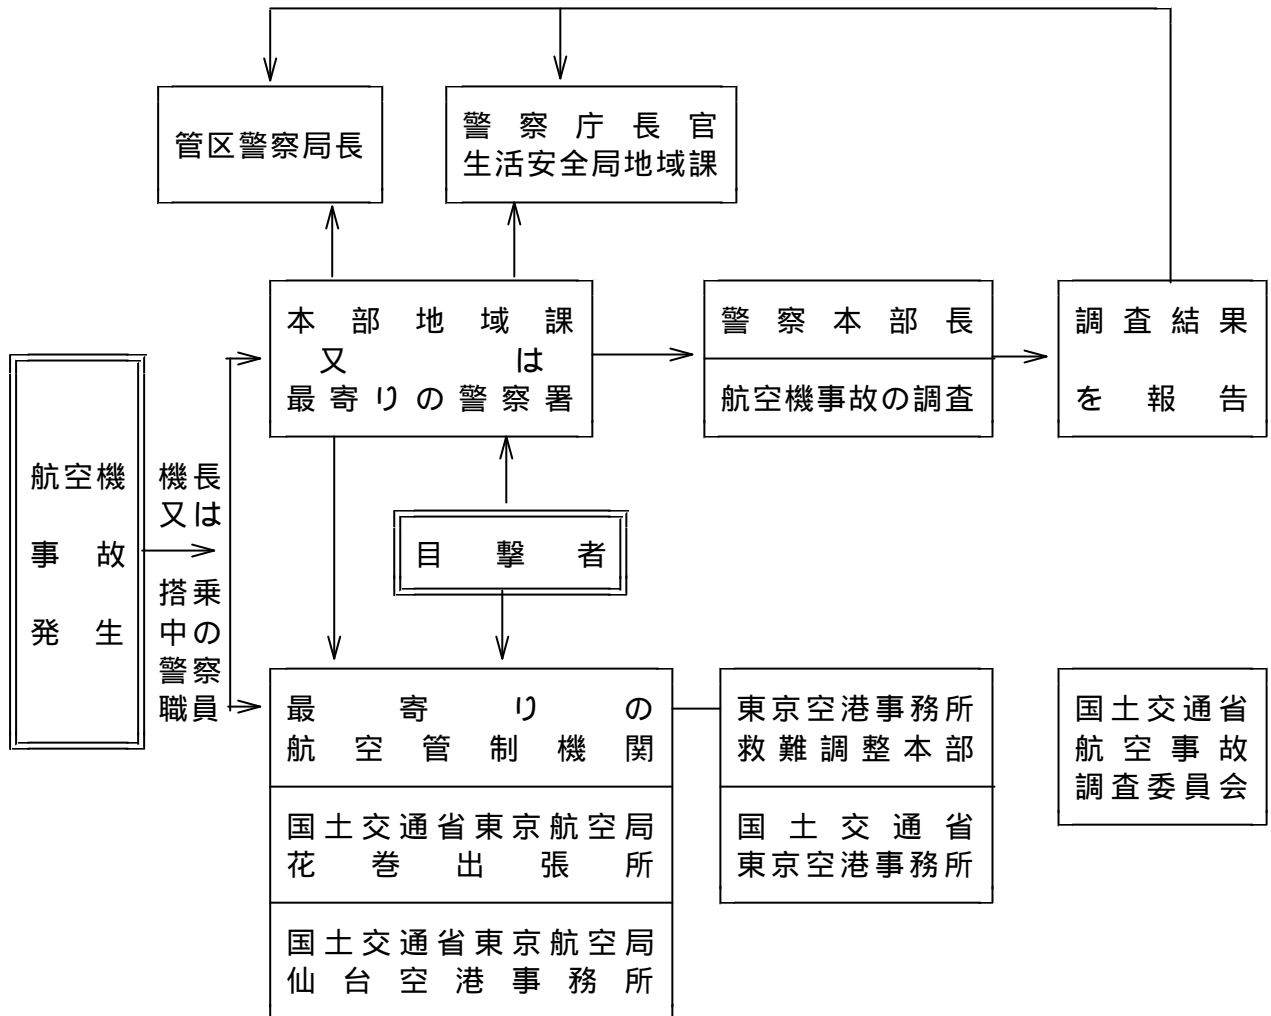 管区警察局長
警察庁長官
生活安全局地域課
本部地域課
又は
最寄りの警察署
警察本部長
航空機事故の調査
調査結果
を報告
航空機
事故
発生
機長
又は
搭乗
中の
警察
職員
目撃者
最寄りの
航空管制機関
国土交通省東京航空局
花巻出張所
国土交通省東京航空局
仙台空港事務所
東京空港事務所
救難調整本部
国土交通省
東京空港事務所
国土交通省
航空事故
調査委員会